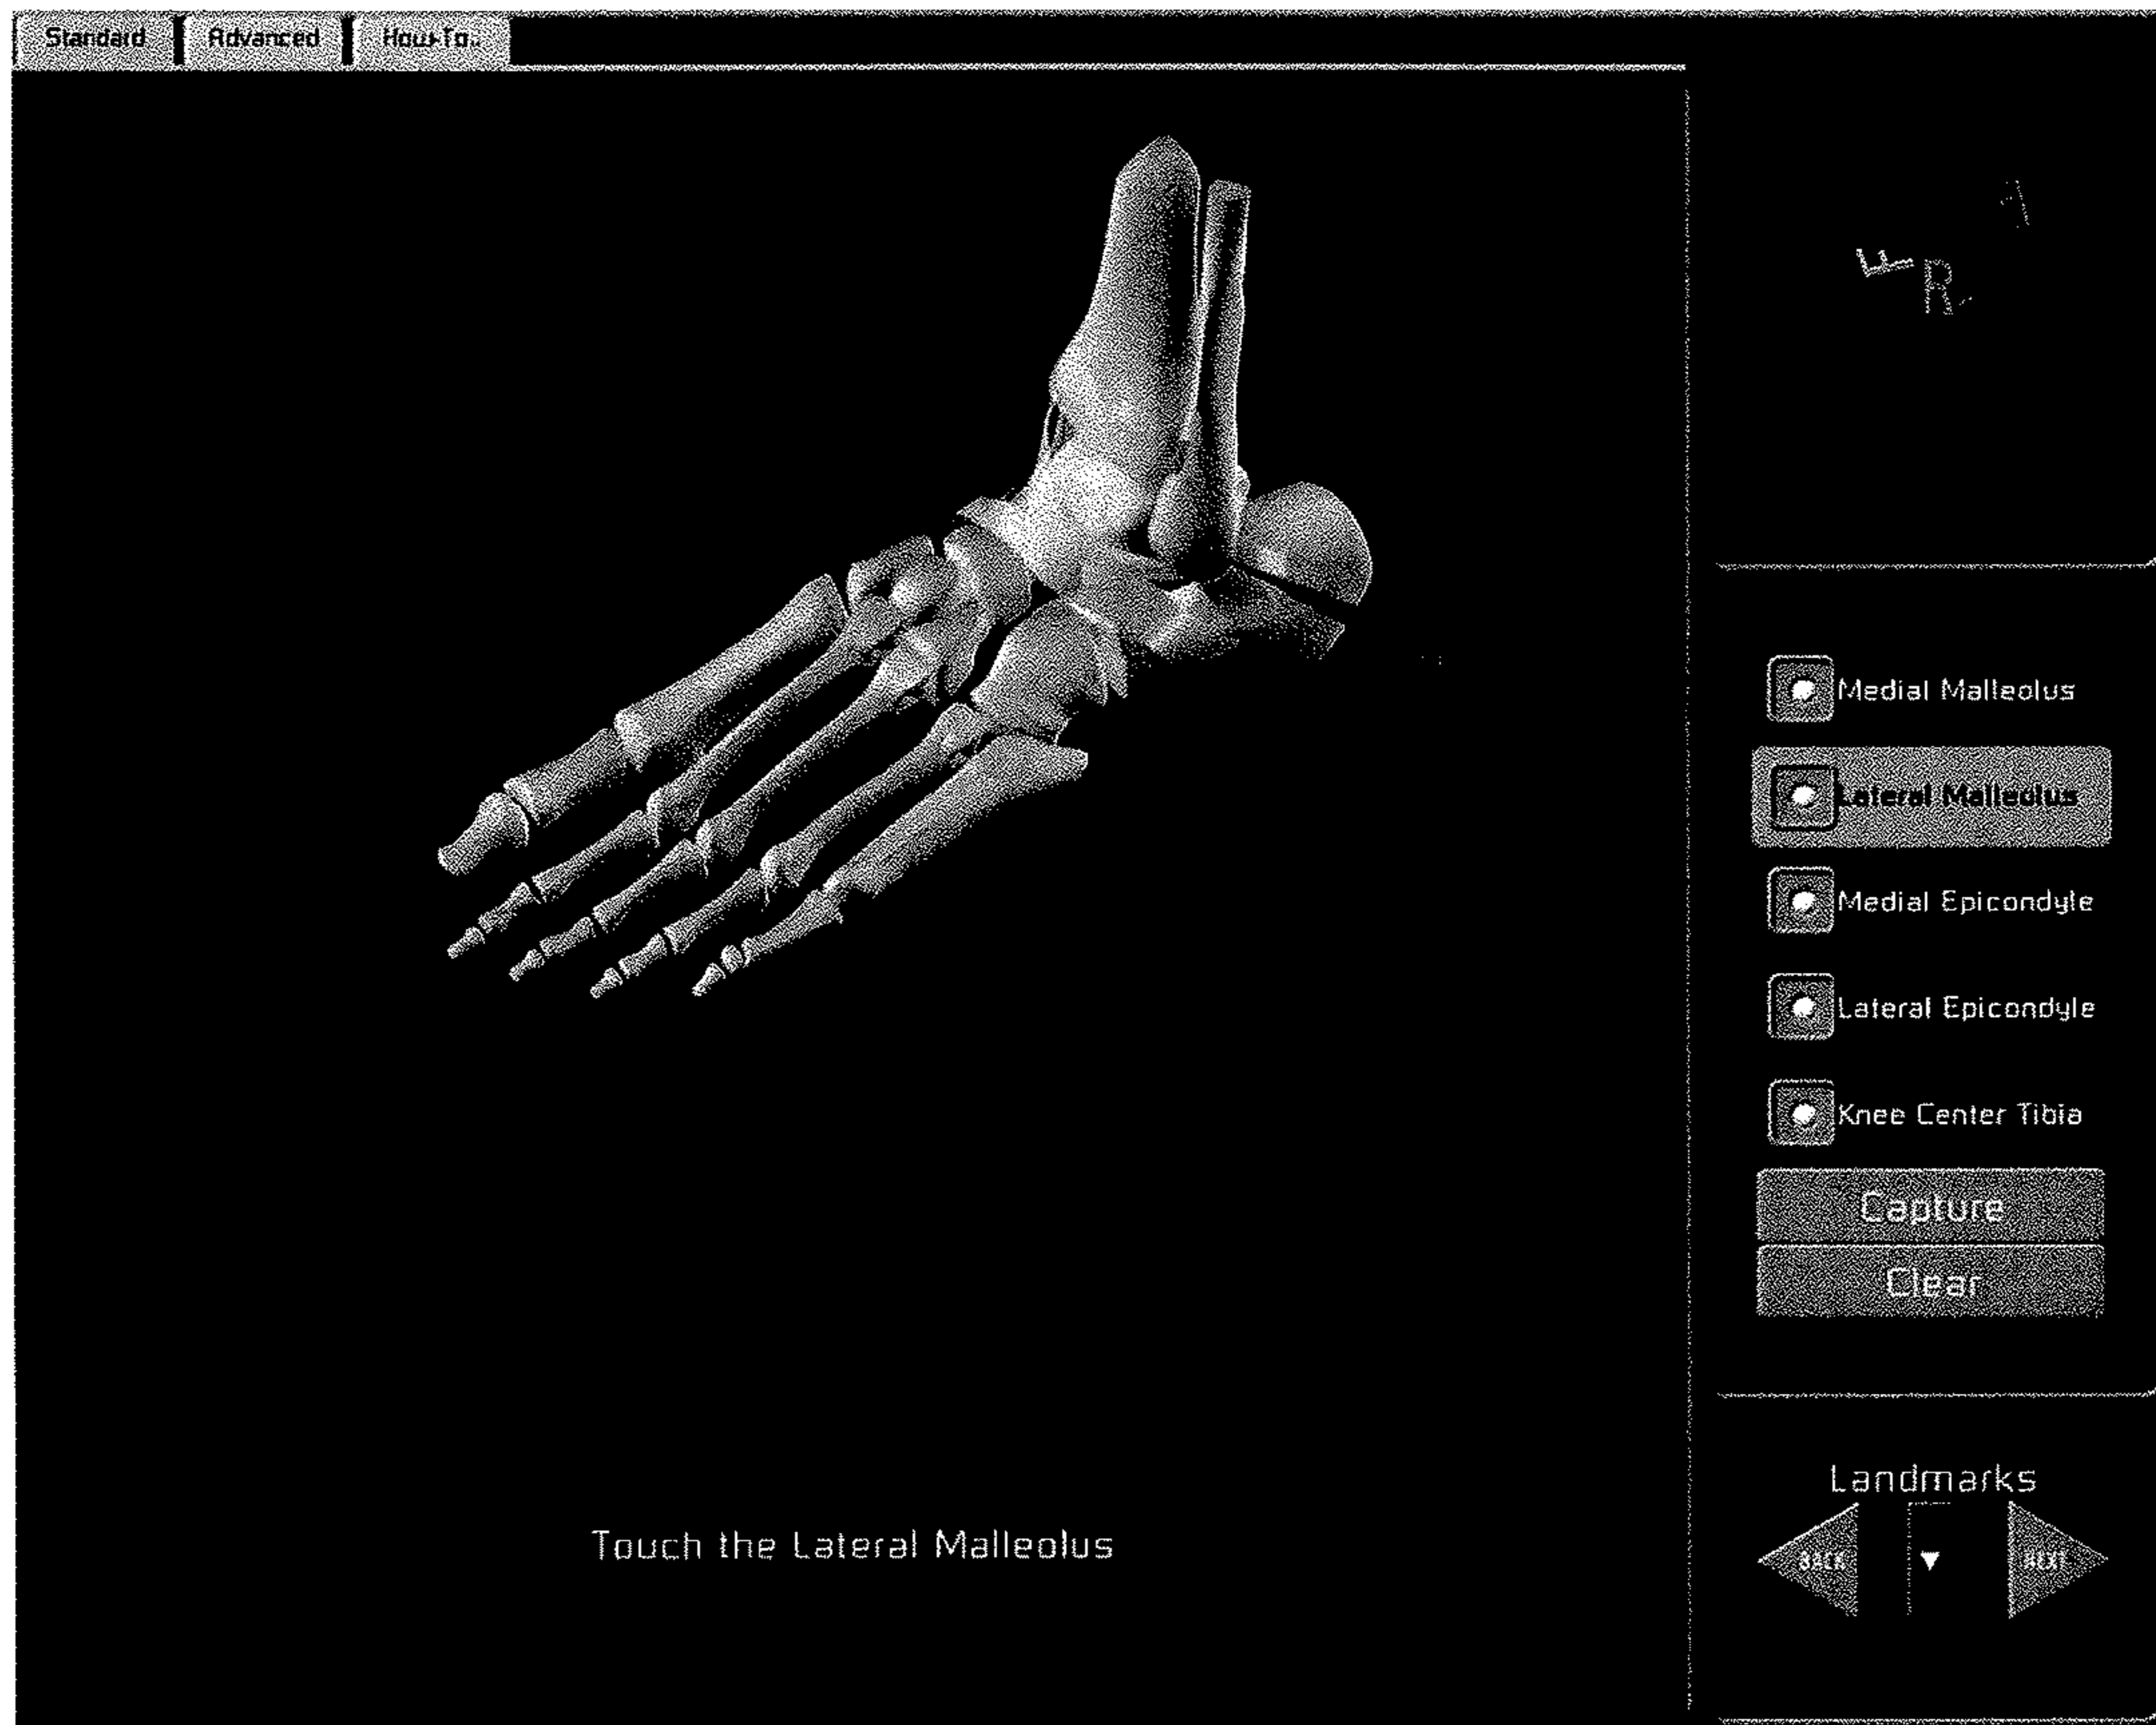 Standard Advanced How-To..
F R
Medial Malleolus
Lateral Malleolus
Medial Epicondyle
Lateral Epicondyle
Knee Center Tibia
Capture
Clear
Landmarks
BACK NEXT
Touch the Lateral Malleolus